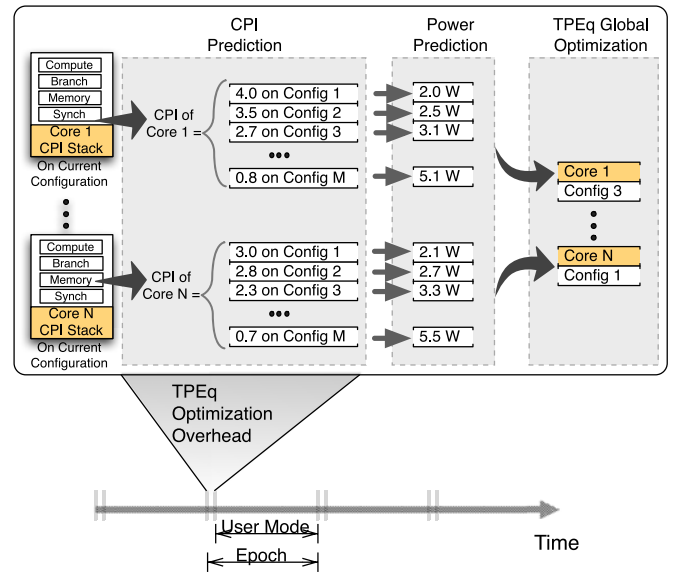 CPI
Prediction
Power
Prediction
TPEq Global
Optimization
Compute
Branch
Memory
Synch
Core 1
CPI Stack
On Current
Configuration
CPI of
Core 1 =
4.0 on Config 1
3.5 on Config 2
2.7 on Config 3
•••
0.8 on Config M
2.0 W
2.5 W
3.1 W
5.1 W
Core 1
Config 3
Compute
Branch
Memory
Synch
Core N
CPI Stack
On Current
Configuration
CPI of
Core N =
3.0 on Config 1
2.8 on Config 2
2.3 on Config 3
•••
0.7 on Config M
2.1 W
2.7 W
3.3 W
5.5 W
Core N
Config 1
TPEq
Optimization
Overhead
User Mode
Epoch
Time